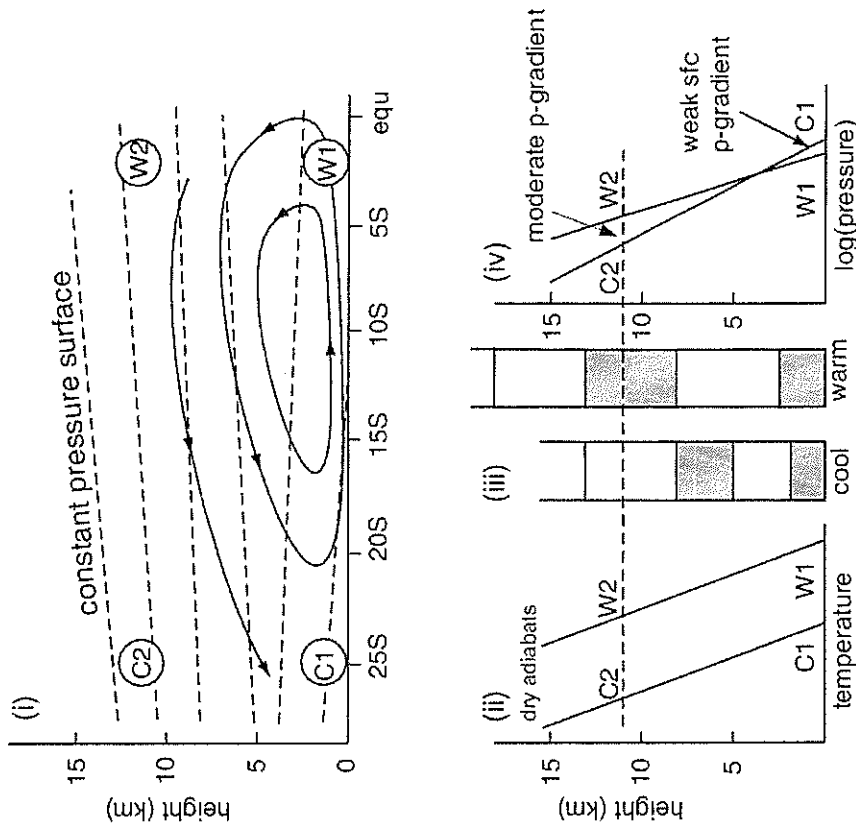 (i)
constant pressure surface
C2
W2
C1
W1
height (km)
15
10
5
0
25S
20S
15S
10S
5S
equ
(ii)
dry adiabats
C2
W2
C1
W1
height (km)
15
10
5
temperature
(iii)
cool
warm
(iv)
moderate p-gradient
weak sfc
p-gradient
C2
W2
W1
C1
15
10
5
log(pressure)